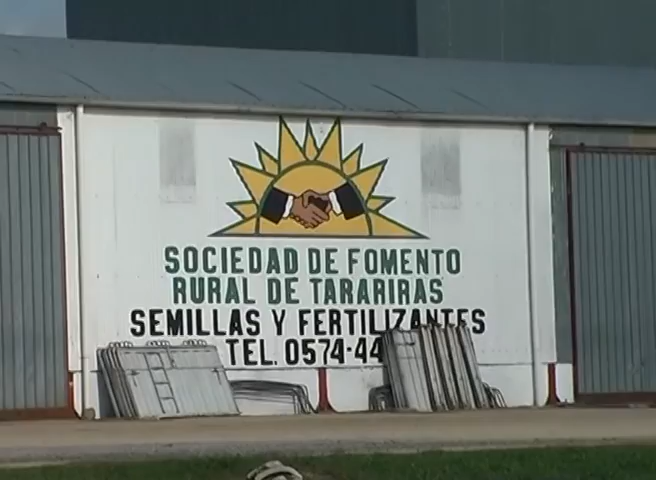 SOCIEDAD DE FOMENTO
RURAL DE TARARIRAS
SEMILLAS Y FERTILIZANTES
TEL. 0574-44